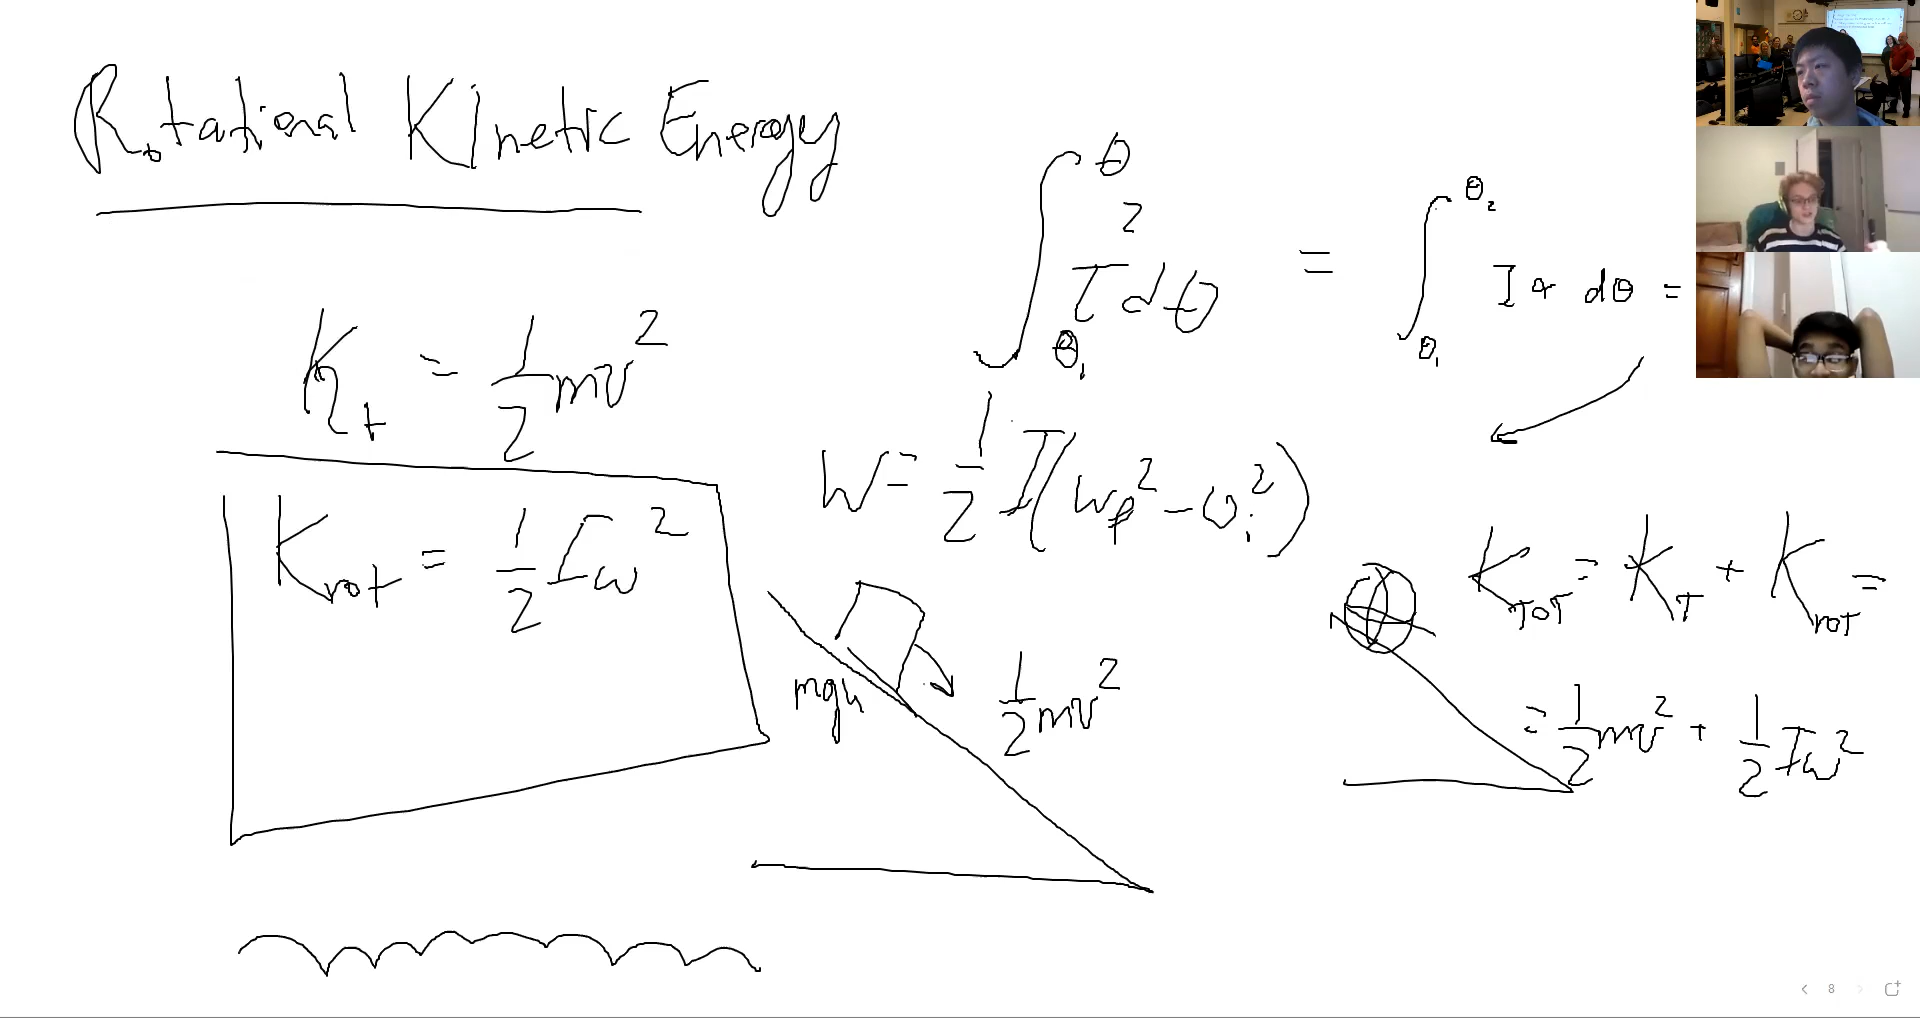 Rotational Kinetic Energy
K_t = 1/2 mv^2
K_rot = 1/2 Iω^2
∫_θ₁^θ₂ τ dθ = ∫_θ₁^θ₂ I α dθ =
W = 1/2 I(ω_f^2 - ω_i^2)
mgh
1/2 mv^2
K_TOT = K_T + K_rot =
= 1/2 mv^2 + 1/2 Iω^2
8